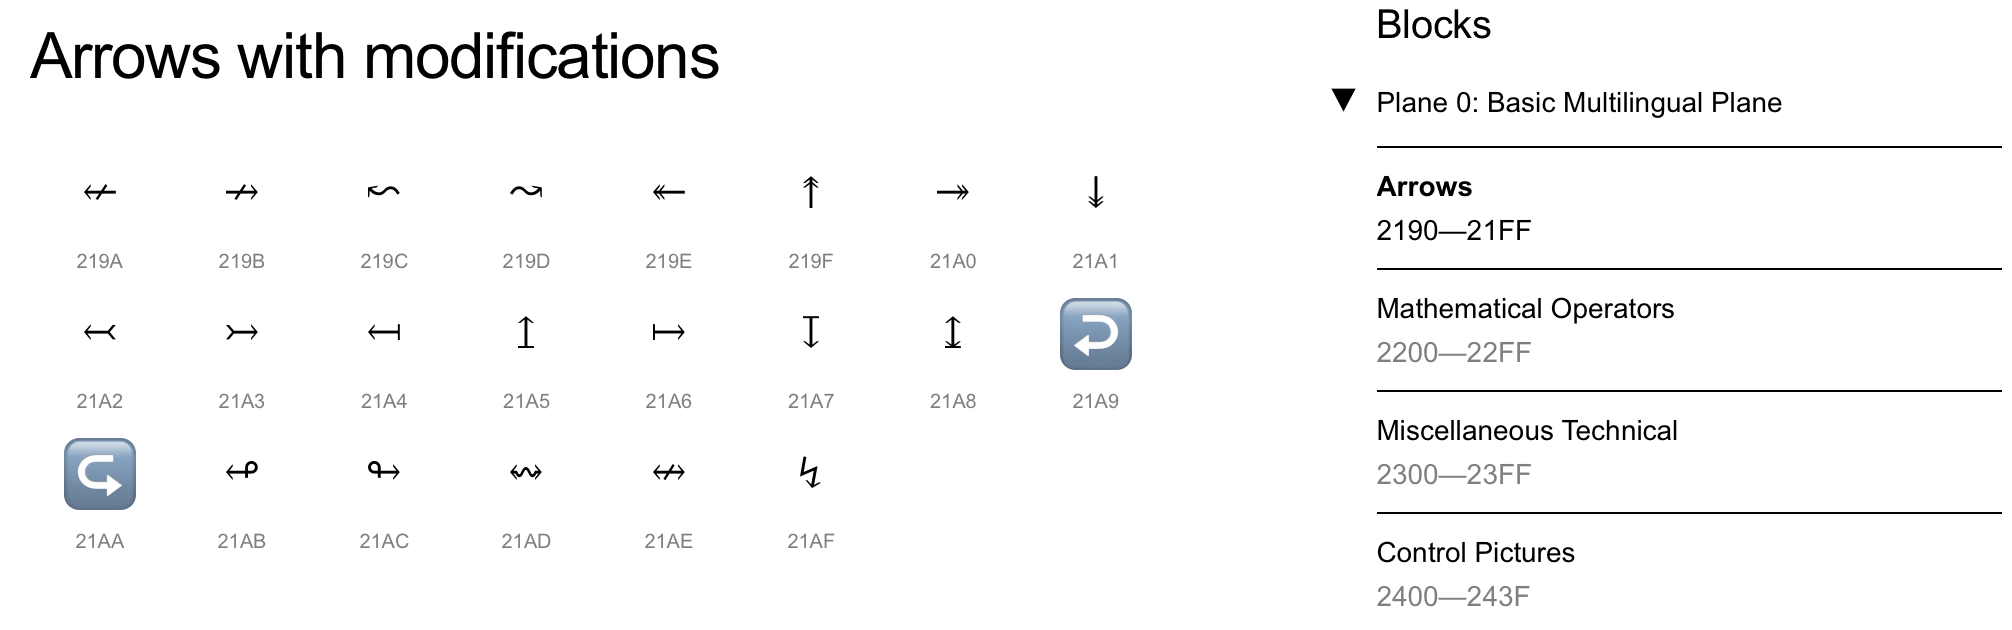 Arrows with modifications
↚ ↛ ↜ ↝ ↞ ↟ ↠ ↡
219A 219B 219C 219D 219E 219F 21A0 21A1
↢ ↣ ↤ ↥ ↦ ↧ ↨ ↩️
21A2 21A3 21A4 21A5 21A6 21A7 21A8 21A9
↪️ ↫ ↬ ↭ ↮ ↯
21AA 21AB 21AC 21AD 21AE 21AF
Blocks
▼ Plane 0: Basic Multilingual Plane
Arrows
2190—21FF
Mathematical Operators
2200—22FF
Miscellaneous Technical
2300—23FF
Control Pictures
2400—243F